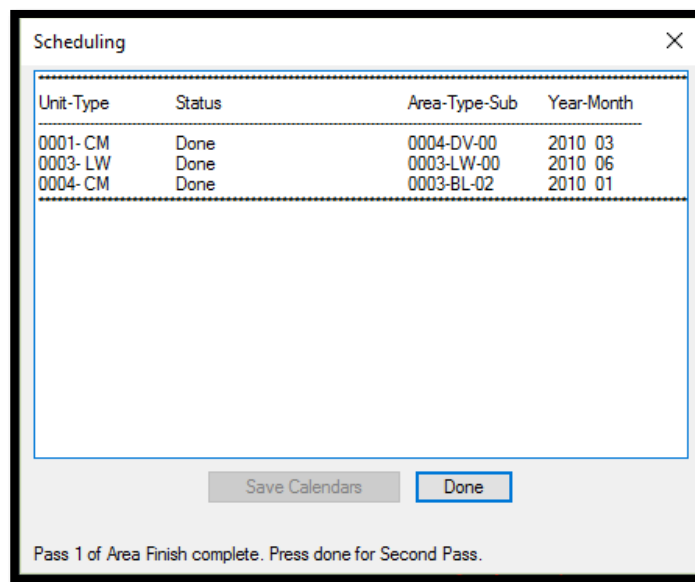 Scheduling
Unit-Type Status Area-Type-Sub Year-Month
0001- CM Done 0004-DV-00 2010 03
0003- LW Done 0003-LW-00 2010 06
0004- CM Done 0003-BL-02 2010 01
Save Calendars Done
Pass 1 of Area Finish complete. Press done for Second Pass.